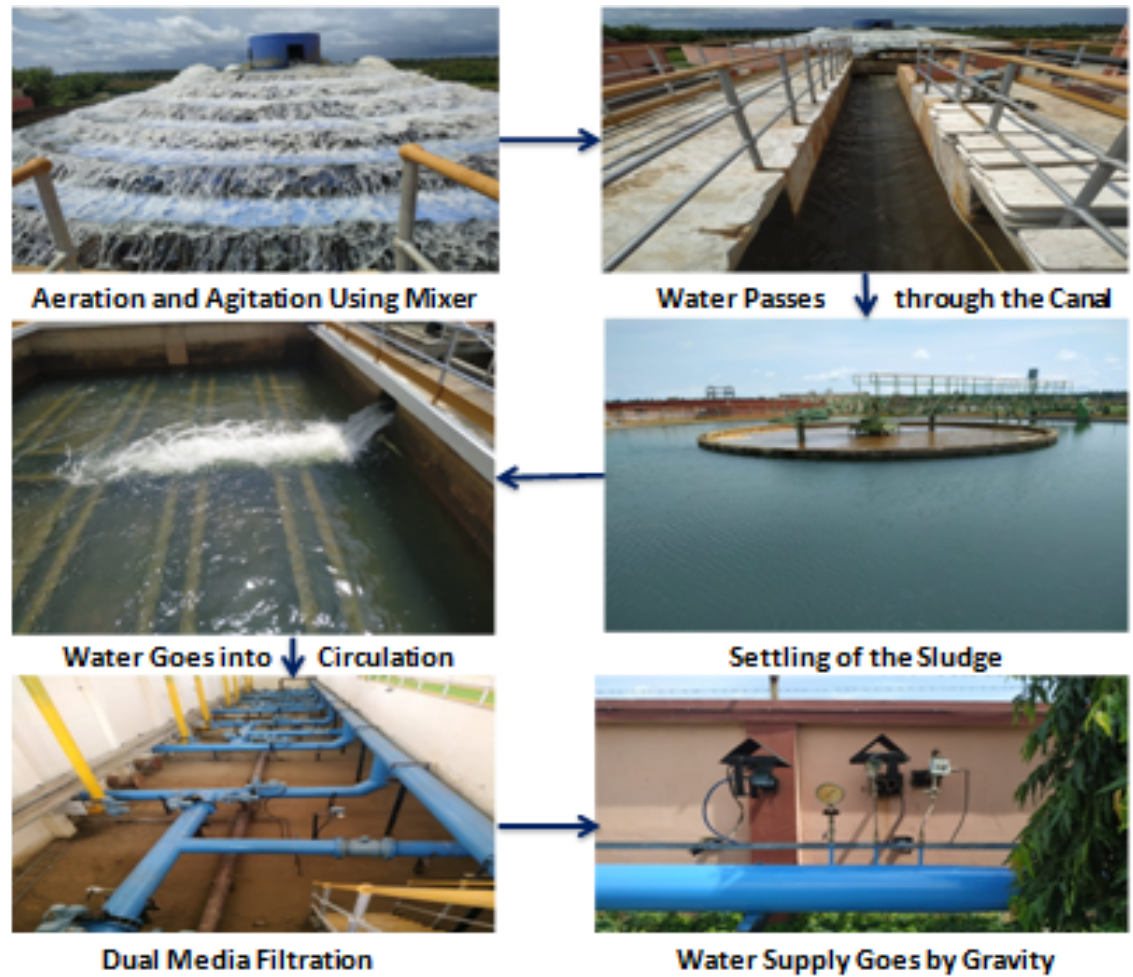 Aeration and Agitation Using Mixer
Water Passes through the Canal
Water Goes into Circulation
Settling of the Sludge
Dual Media Filtration
Water Supply Goes by Gravity